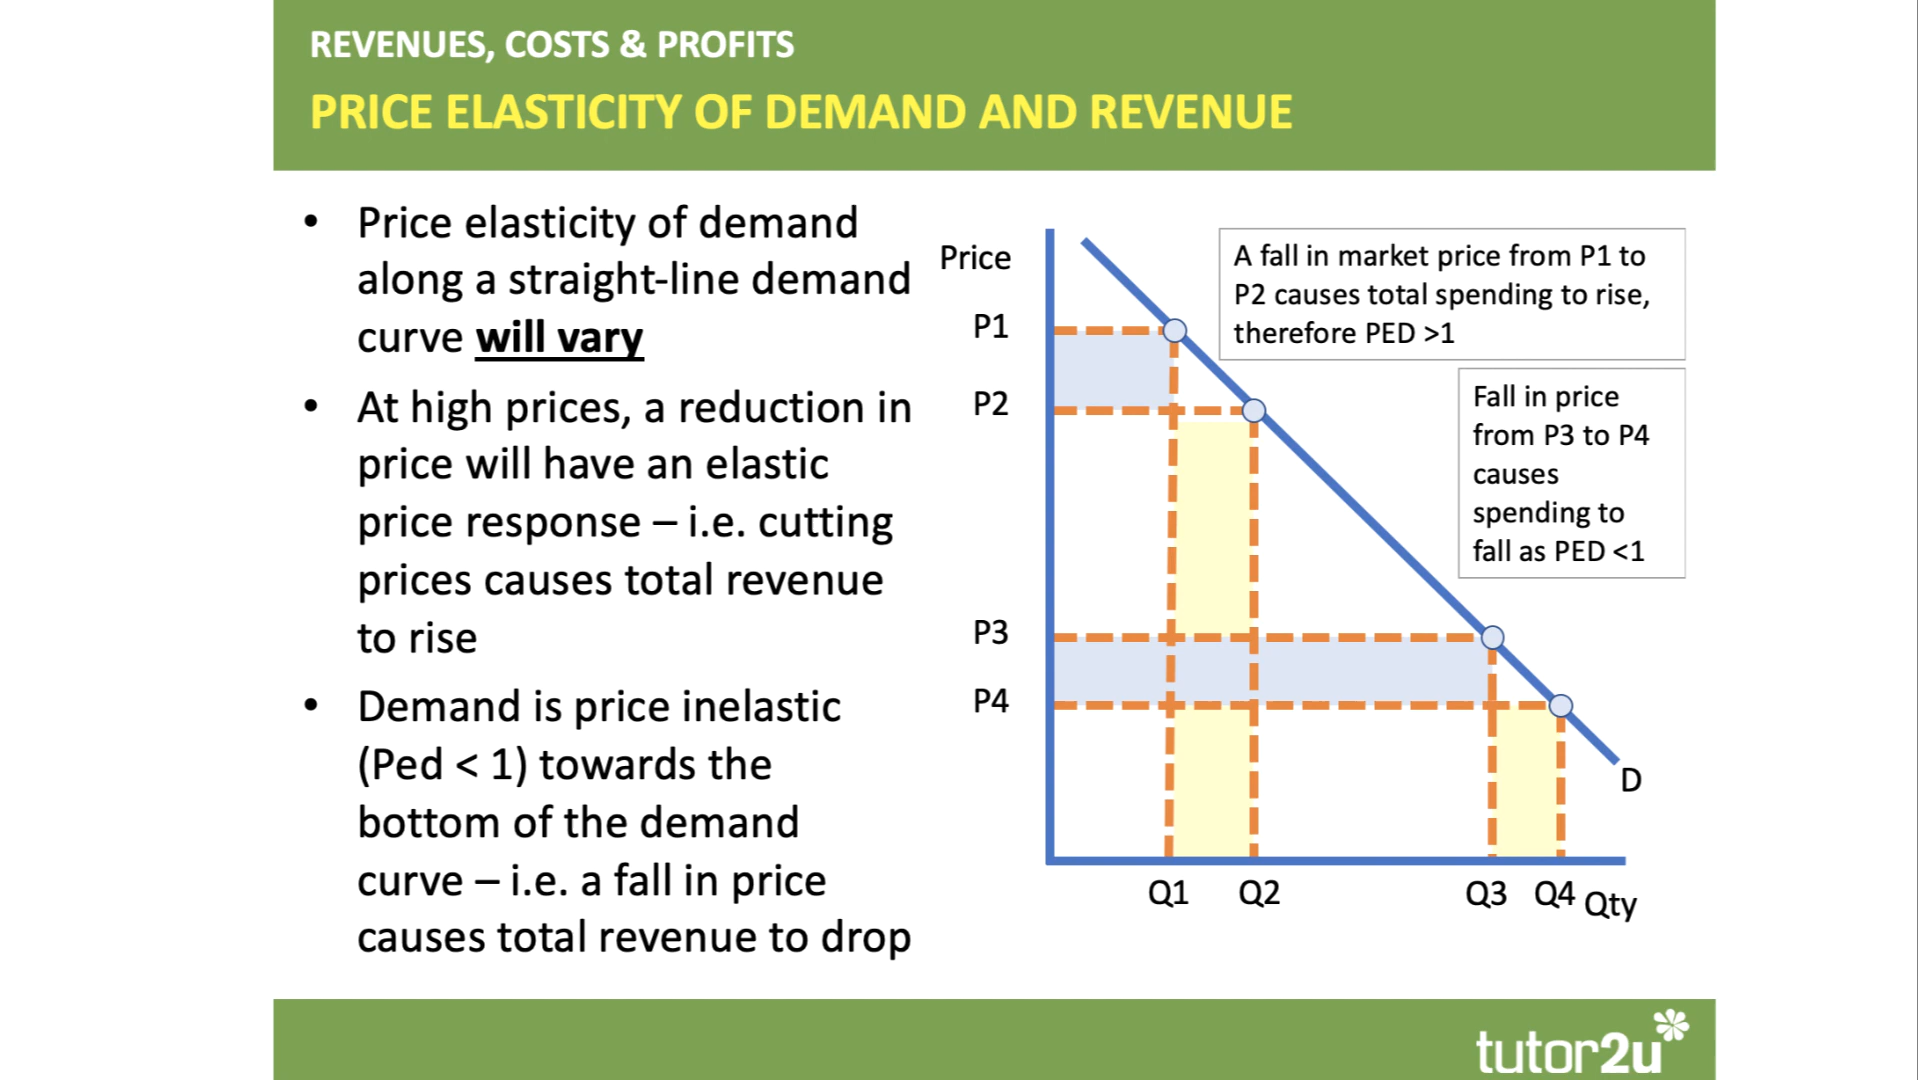 REVENUES, COSTS & PROFITS
PRICE ELASTICITY OF DEMAND AND REVENUE
• Price elasticity of demand
along a straight-line demand
curve will vary
• At high prices, a reduction in
price will have an elastic
price response – i.e. cutting
prices causes total revenue
to rise
• Demand is price inelastic
(Ped < 1) towards the
bottom of the demand
curve – i.e. a fall in price
causes total revenue to drop
Price
P1
P2
P3
P4
A fall in market price from P1 to
P2 causes total spending to rise,
therefore PED >1
Fall in price
from P3 to P4
causes
spending to
fall as PED <1
D
Q1 Q2 Q3 Q4 Qty
tutor2u